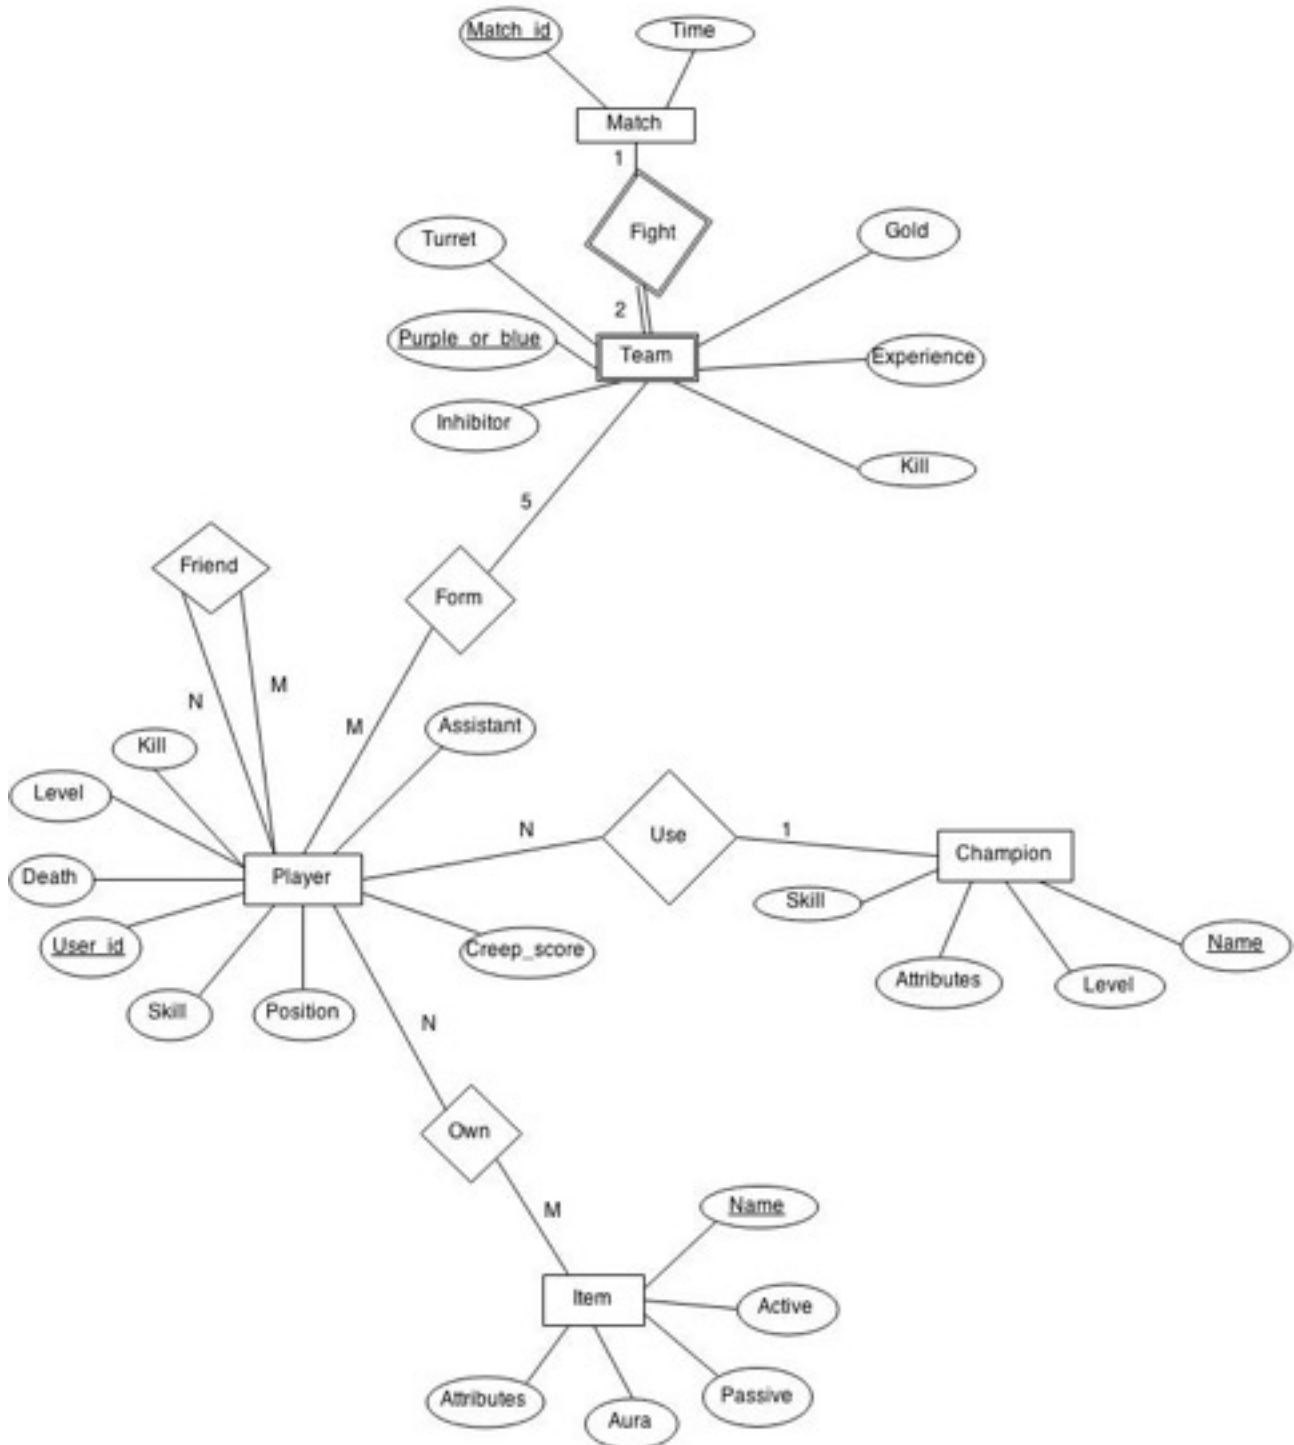 Match_id
Time
Match
1
Fight
Turret
Gold
2
Purple_or_blue
Team
Experience
Inhibitor
Kill
5
Friend
Form
N
M
M
Assistant
Kill
Level
N
Use
1
Champion
Death
Player
Skill
User_id
Creep_score
Name
Attributes
Level
Skill
Position
N
Own
M
Name
Item
Active
Attributes
Passive
Aura